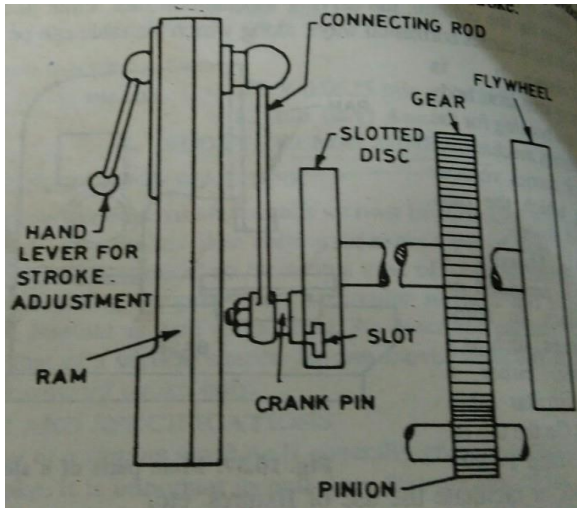 CONNECTING ROD
FLYWHEEL
GEAR
SLOTTED
DISC
HAND
LEVER FOR
STROKE.
ADJUSTMENT
SLOT
RAM
CRANK PIN
PINION